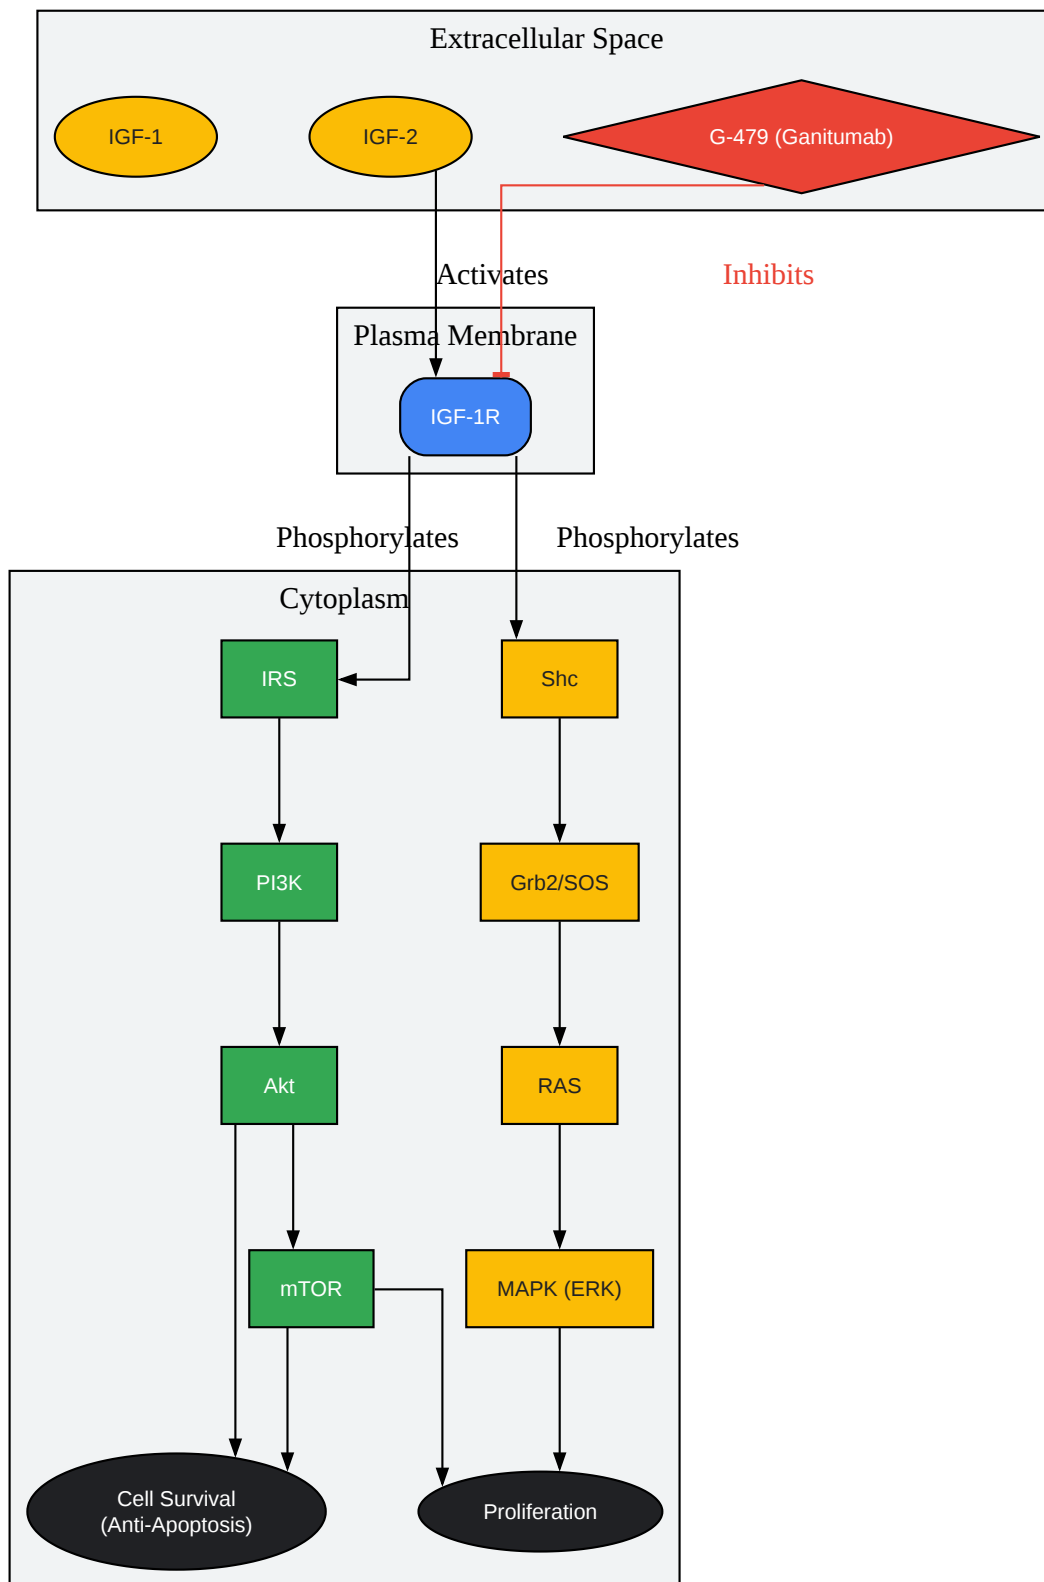 Extracellular Space
IGF-1
IGF-2
G-479 (Ganitumab)
Activates
Inhibits
Plasma Membrane
IGF-1R
Phosphorylates
Phosphorylates
Cytoplasm
IRS
Shc
PI3K
Grb2/SOS
Akt
RAS
mTOR
MAPK (ERK)
Cell Survival
(Anti-Apoptosis)
Proliferation